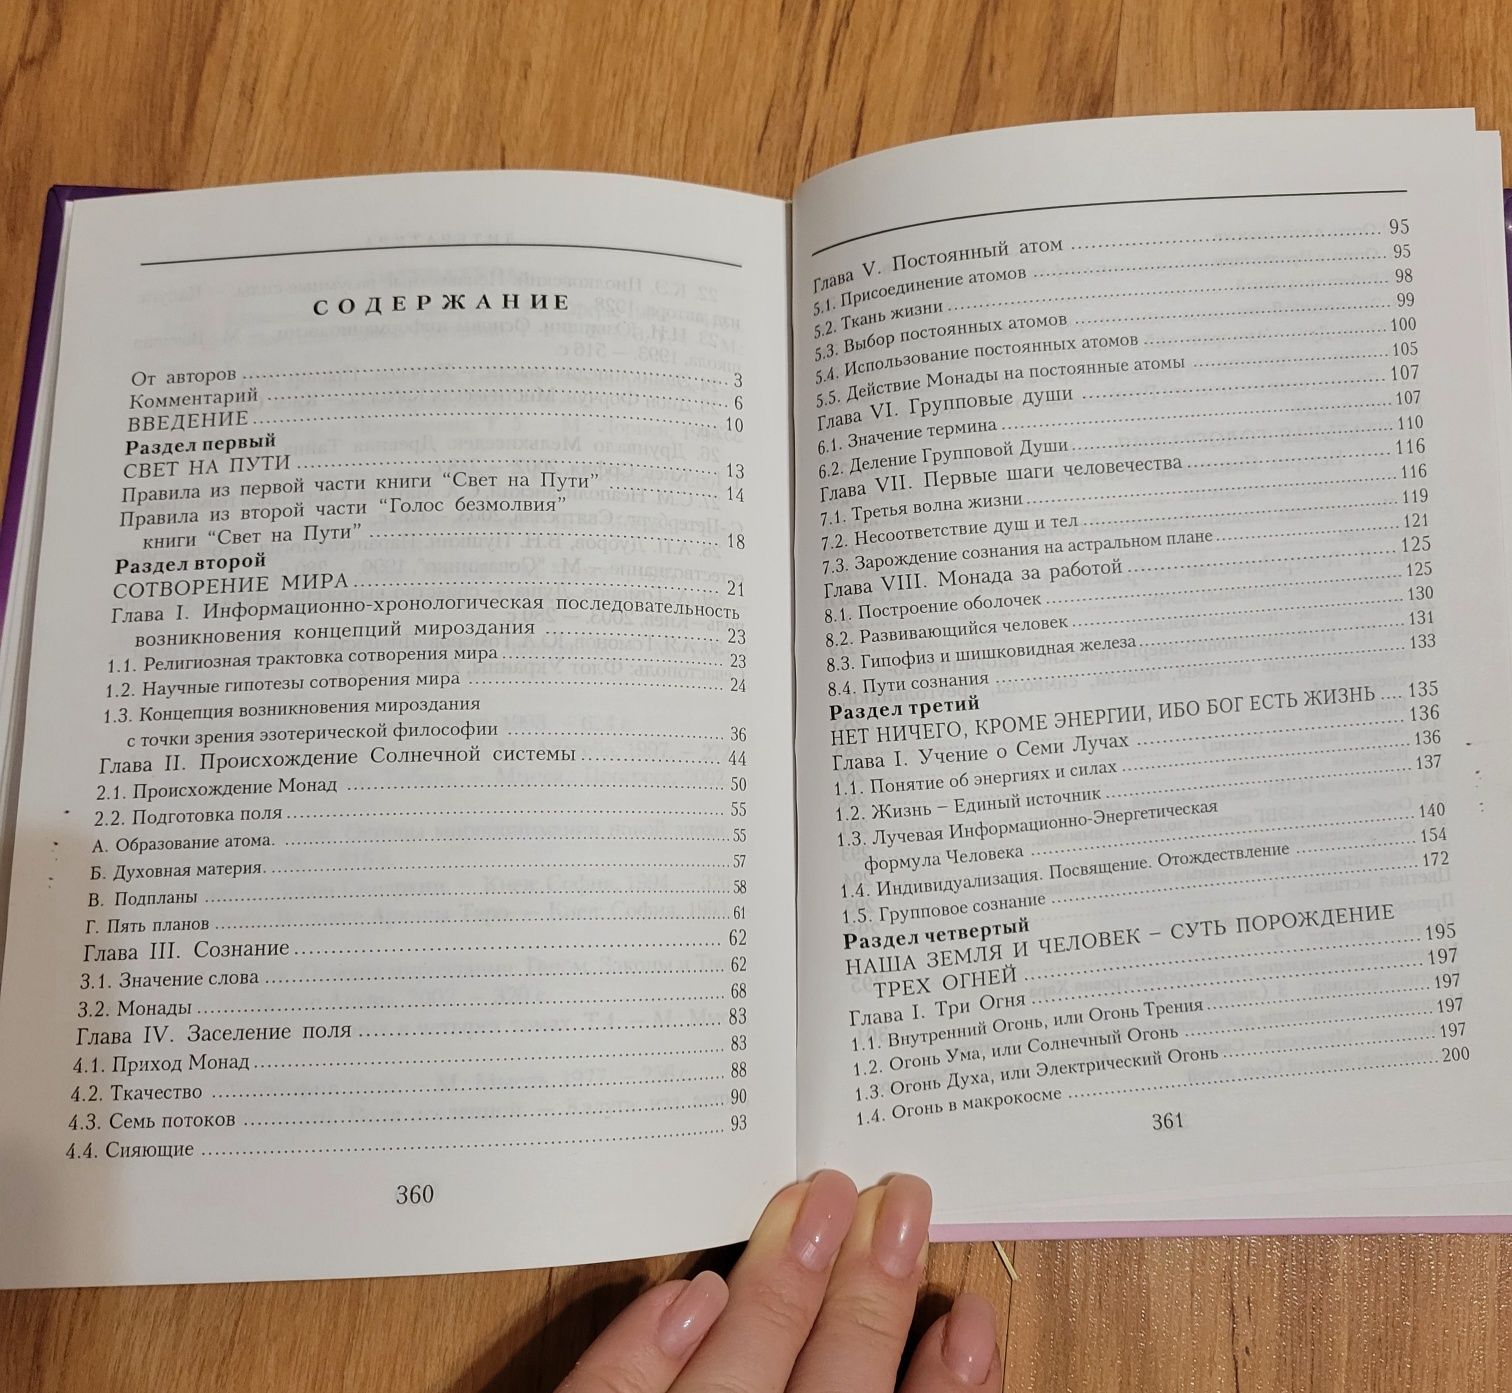 СОДЕРЖАНИЕ
От авторов ........ 3
Комментарий ........ 6
ВВЕДЕНИЕ ........ 10
Раздел первый
СВЕТ НА ПУТИ ........ 13
Правила из первой части книги “Свет на Пути” ........ 14
Правила из второй части “Голос безмолвия”
книги “Свет на Пути” ........ 18
Раздел второй
СОТВОРЕНИЕ МИРА ........ 21
Глава I. Информационно-хронологическая последовательность
возникновения концепций мироздания ........ 23
1.1. Религиозная трактовка сотворения мира ........ 23
1.2. Научные гипотезы сотворения мира ........ 24
1.3. Концепция возникновения мироздания
с точки зрения эзотерической философии ........ 36
Глава II. Происхождение Солнечной системы ........ 44
2.1. Происхождение Монад ........ 50
2.2. Подготовка поля ........ 55
А. Образование атома. ........ 55
Б. Духовная материя. ........ 57
В. Подпланы ........ 58
Г. Пять планов ........ 61
Глава III. Сознание ........ 62
3.1. Значение слова ........ 62
3.2. Монады ........ 68
Глава IV. Заселение поля ........ 83
4.1. Приход Монад ........ 83
4.2. Ткачество ........ 88
4.3. Семь потоков ........ 90
4.4. Сияющие ........ 93
360
Глава V. Постоянный атом ........ 95
5.1. Присоединение атомов ........ 95
5.2. Ткань жизни ........ 98
5.3. Выбор постоянных атомов ........ 99
5.4. Использование постоянных атомов ........ 100
5.5. Действие Монады на постоянные атомы ........ 105
Глава VI. Групповые души ........ 107
6.1. Значение термина ........ 107
6.2. Деление Групповой Души ........ 110
Глава VII. Первые шаги человечества ........ 116
7.1. Третья волна жизни ........ 116
7.2. Несоответствие душ и тел ........ 119
7.3. Зарождение сознания на астральном плане ........ 121
Глава VIII. Монада за работой ........ 125
8.1. Построение оболочек ........ 125
8.2. Развивающийся человек ........ 130
8.3. Гипофиз и шишковидная железа ........ 131
8.4. Пути сознания ........ 133
Раздел третий
НЕТ НИЧЕГО, КРОМЕ ЭНЕРГИИ, ИБО БОГ ЕСТЬ ЖИЗНЬ .... 135
Глава I. Учение о Семи Лучах ........ 136
1.1. Понятие об энергиях и силах ........ 136
1.2. Жизнь – Единый источник ........ 137
1.3. Лучевая Информационно-Энергетическая
формула Человека ........ 140
1.4. Индивидуализация. Посвящение. Отождествление ........ 154
1.5. Групповое сознание ........ 172
Раздел четвертый
НАША ЗЕМЛЯ И ЧЕЛОВЕК – СУТЬ ПОРОЖДЕНИЕ
ТРЕХ ОГНЕЙ ........ 195
Глава I. Три Огня ........ 197
1.1. Внутренний Огонь, или Огонь Трения ........ 197
1.2. Огонь Ума, или Солнечный Огонь ........ 197
1.3. Огонь Духа, или Электрический Огонь ........ 197
1.4. Огонь в макрокосме ........ 200
361